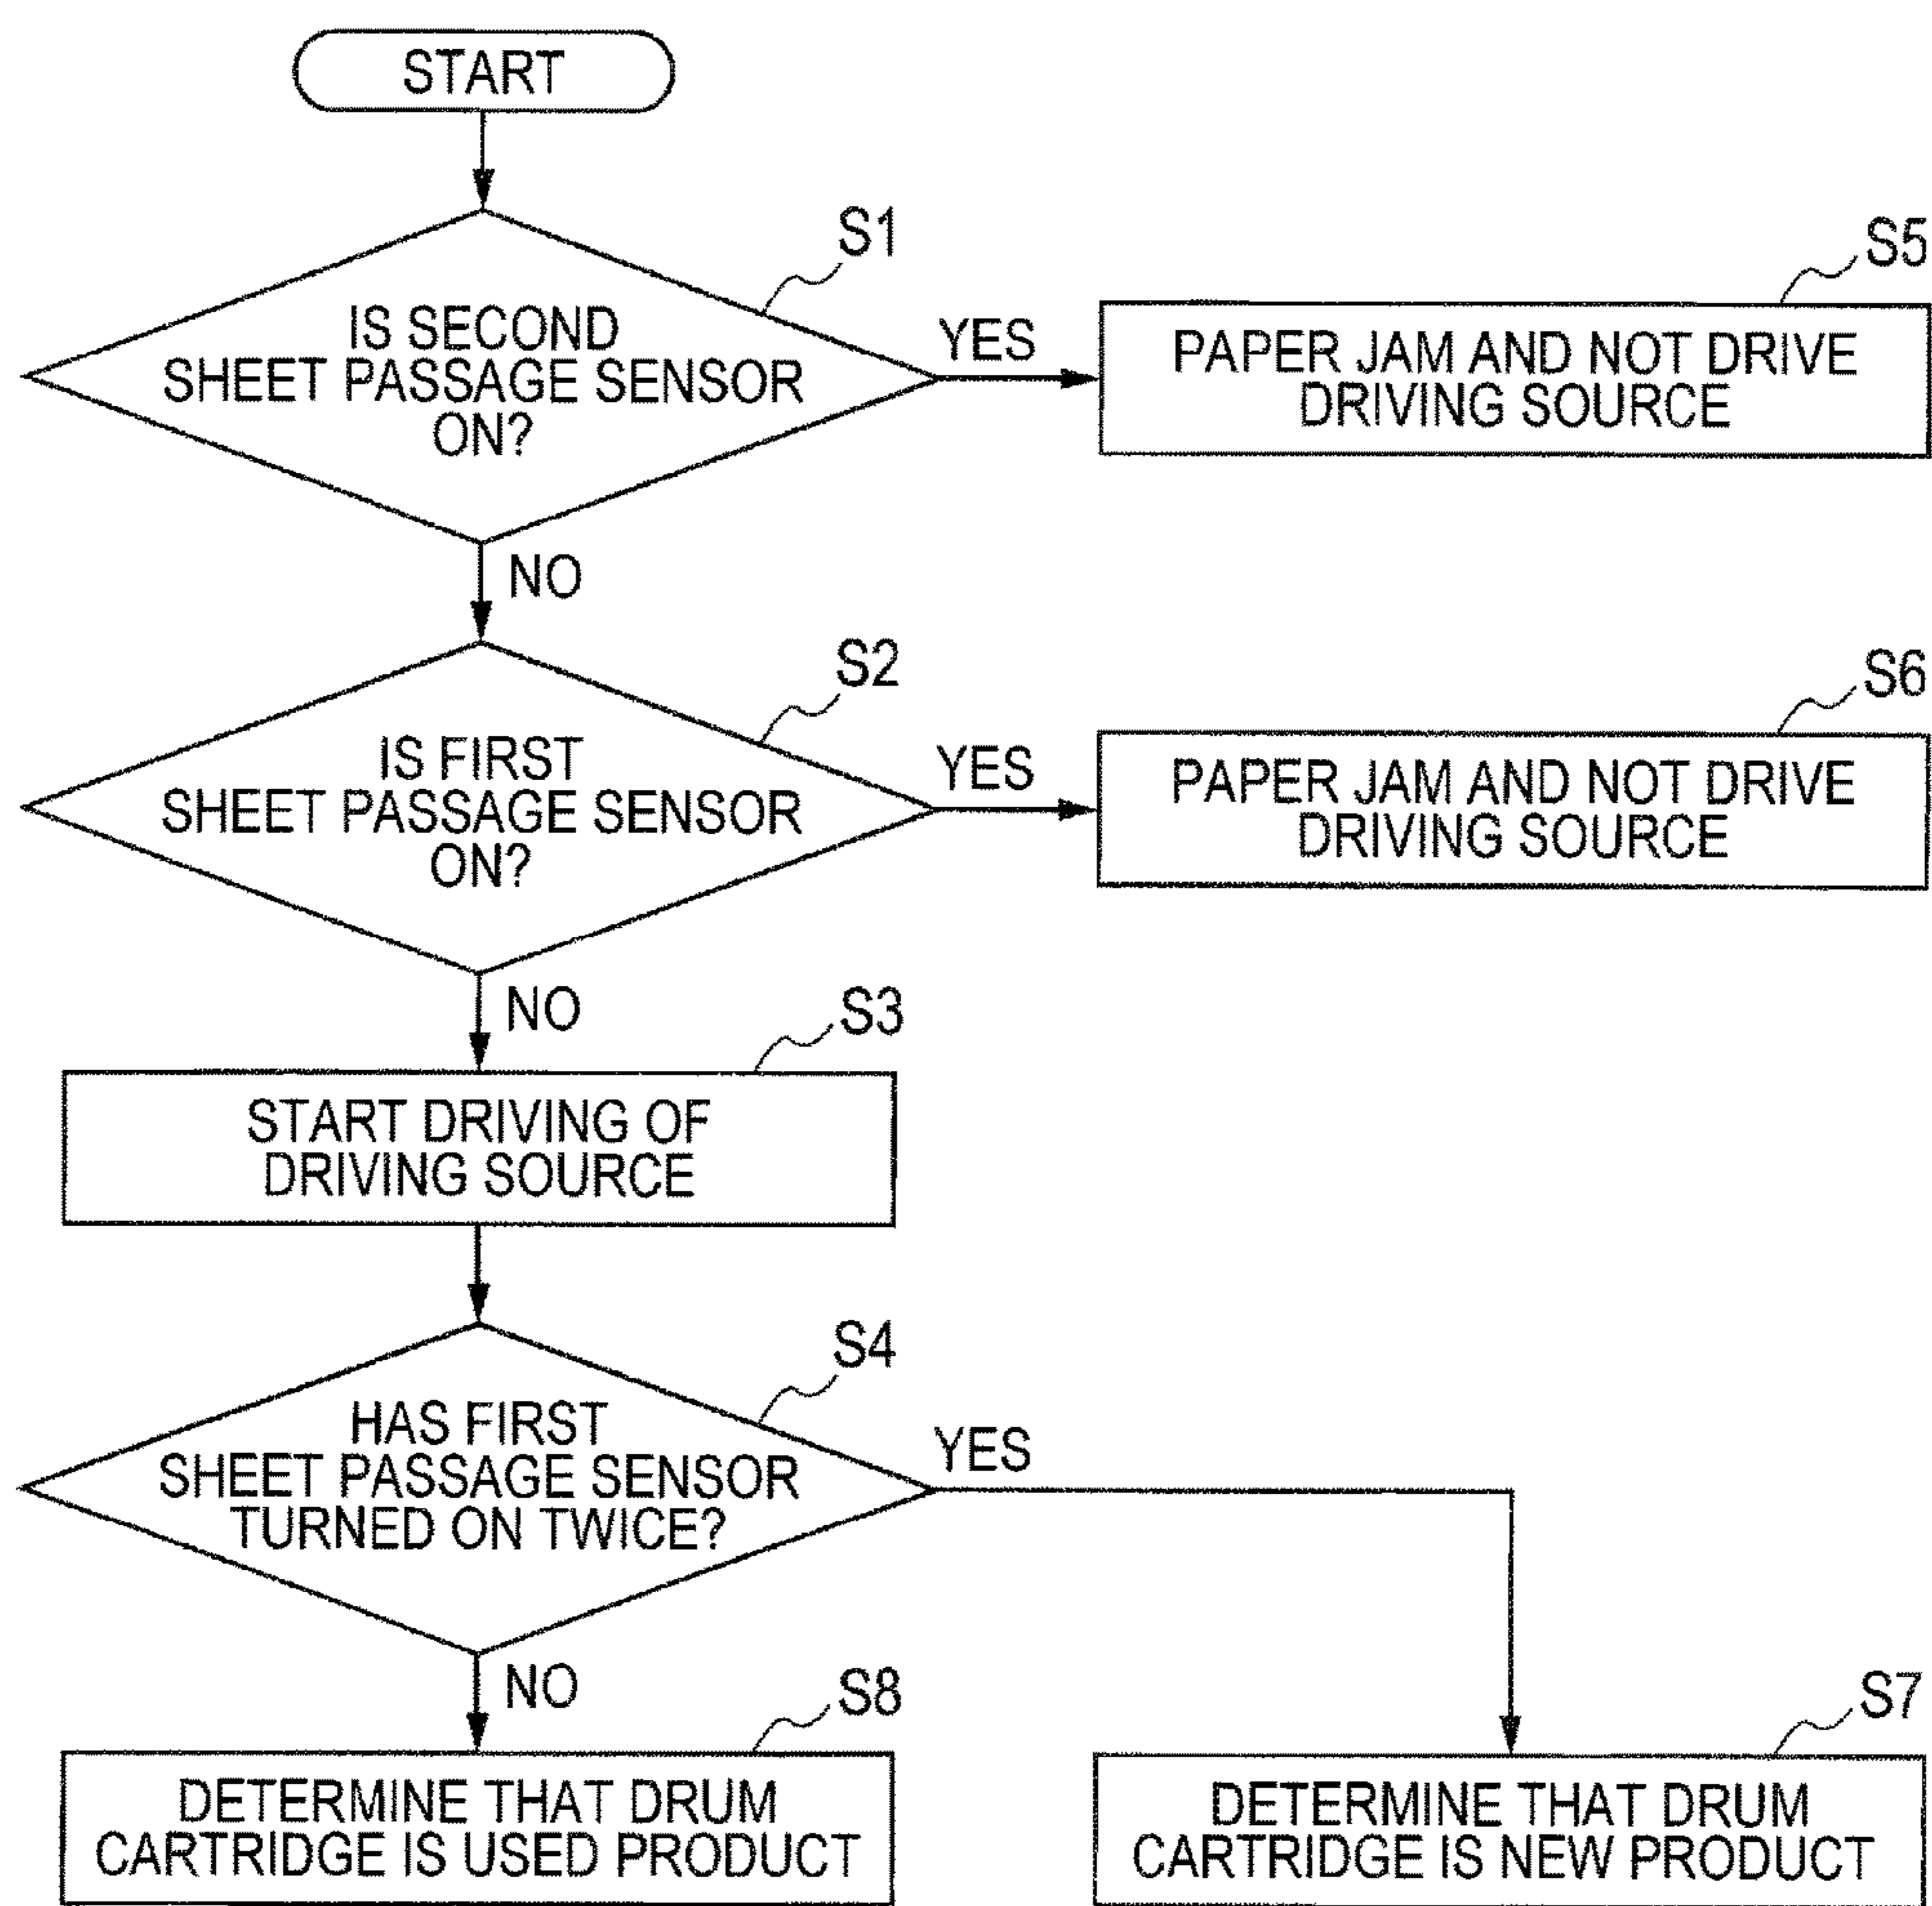 START
S1
IS SECOND
SHEET PASSAGE SENSOR
ON?
YES
S5
PAPER JAM AND NOT DRIVE
DRIVING SOURCE
NO
S2
IS FIRST
SHEET PASSAGE SENSOR
ON?
YES
S6
PAPER JAM AND NOT DRIVE
DRIVING SOURCE
NO
S3
START DRIVING OF
DRIVING SOURCE
S4
HAS FIRST
SHEET PASSAGE SENSOR
TURNED ON TWICE?
YES
NO
S8
DETERMINE THAT DRUM
CARTRIDGE IS USED PRODUCT
S7
DETERMINE THAT DRUM
CARTRIDGE IS NEW PRODUCT